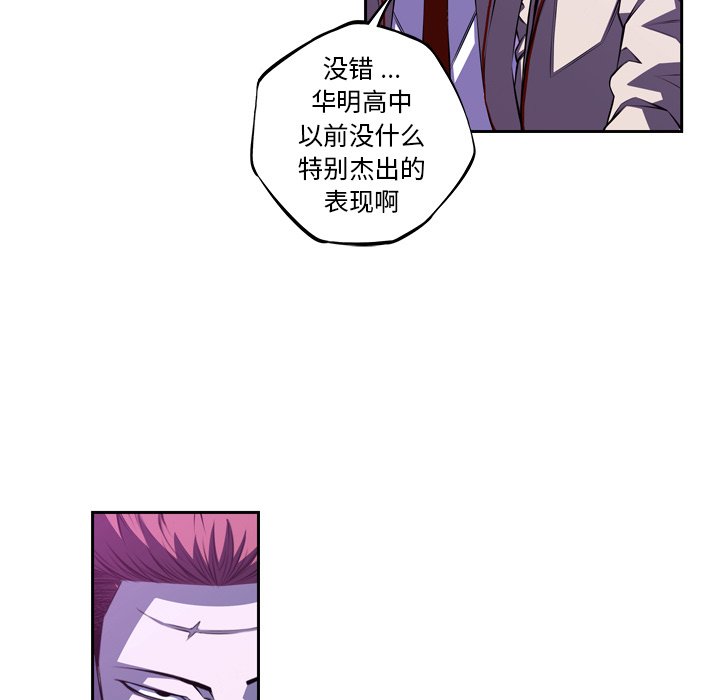 没错...
华明高中
以前没什么
特别杰出的
表现啊